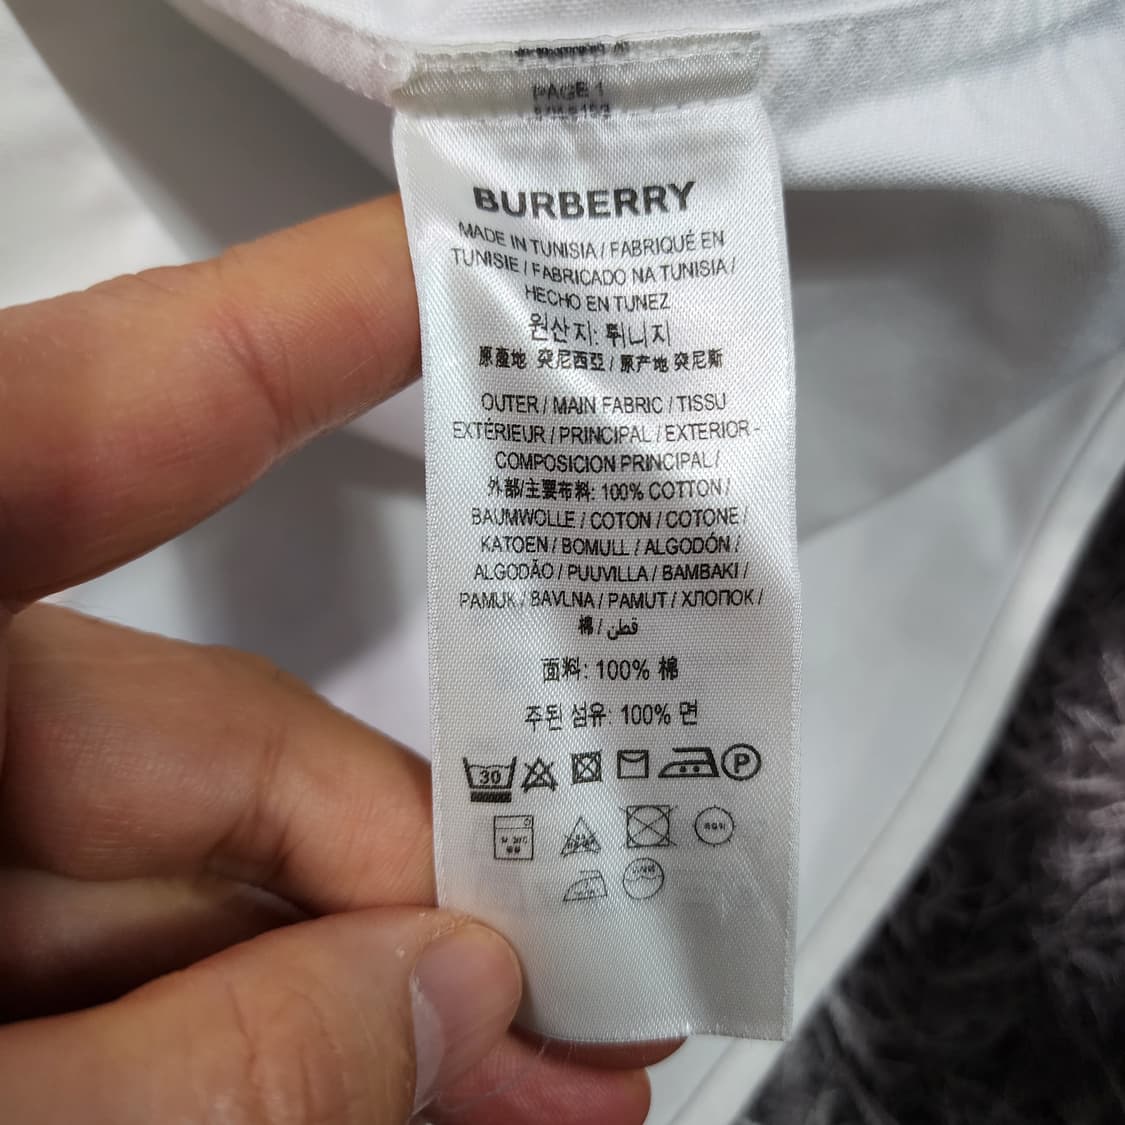 PAGE 1
BURBERRY
MADE IN TUNISIA / FABRIQUÉ EN
TUNISIE / FABRICADO NA TUNISIA /
HECHO EN TUNEZ
원산지: 튀니지
原產地 突尼西亞 / 原产地 突尼斯
OUTER / MAIN FABRIC / TISSU
EXTÉRIEUR / PRINCIPAL / EXTERIOR -
COMPOSICION PRINCIPAL /
外部/主要布料: 100% COTTON /
BAUMWOLLE / COTON / COTONE /
KATOEN / BOMULL / ALGODÓN /
ALGODÃO / PUUVILLA / BAMBAKI /
PAMUK / BAVLNA / PAMUT / ХЛОПОК /
棉 / قطن
面料: 100% 棉
주된 섬유: 100% 면
30 P